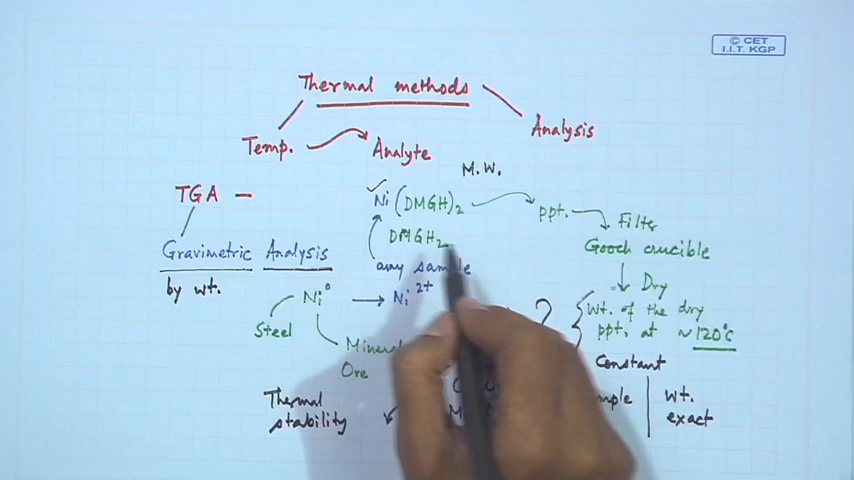 © CET
I.I.T. KGP
Thermal methods
Temp.
Analyte
Analysis
M.W.
TGA —
✓
Ni (DMGH)2
ppt.
Filter
DMGH2
Gooch crucible
Gravimetric Analysis
any sample
by wt.
Dry
Ni° → Ni2+
?
Wt. of the dry
ppt. at ~ 120°c
Steel
Constant
Ore
Thermal
stability
wt.
exact